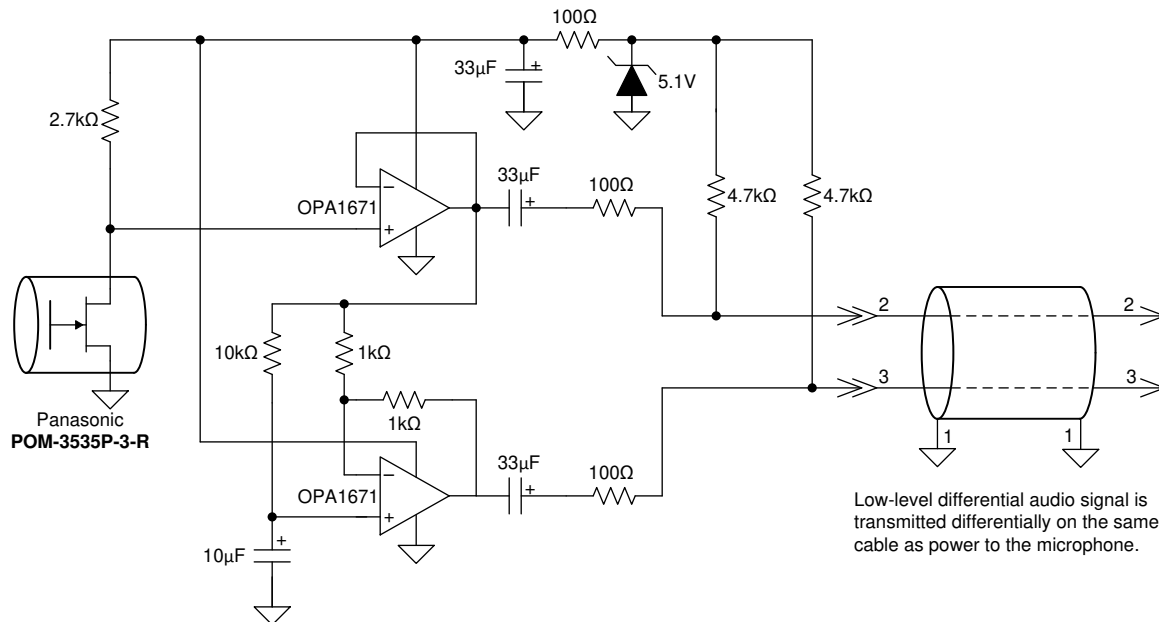 100Ω
33µF
+
5.1V
2.7kΩ
33µF
100Ω
4.7kΩ
4.7kΩ
−
+
OPA1671
+
2
2
10kΩ
1kΩ
3
3
1kΩ
Panasonic
POM-3535P-3-R
1
1
33µF
100Ω
−
+
OPA1671
+
10µF
+
Low-level differential audio signal is
transmitted differentially on the same
cable as power to the microphone.